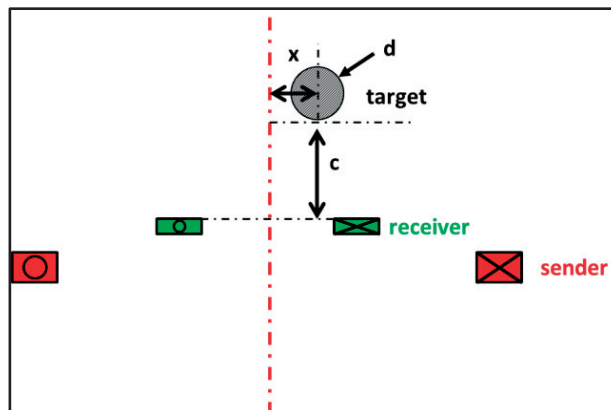 x
d
target
c
receiver
sender